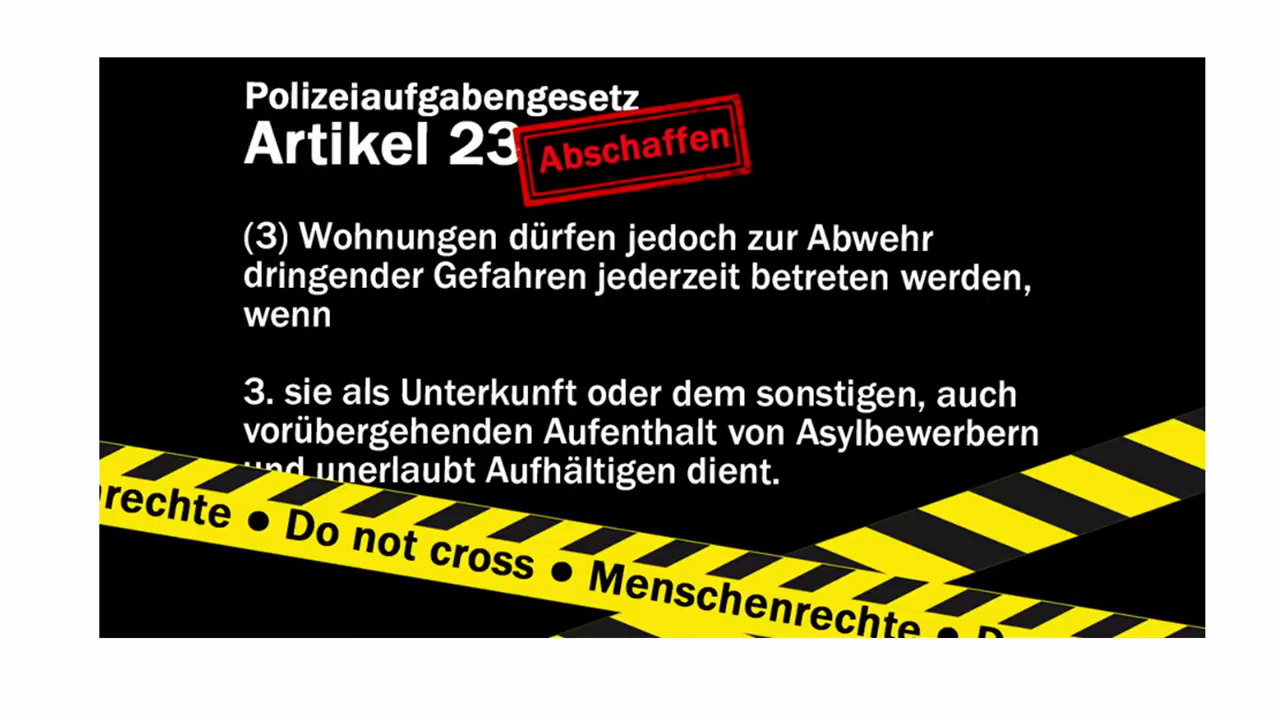 Polizeiaufgabengesetz
Artikel 23
Abschaffen
(3) Wohnungen dürfen jedoch zur Abwehr
dringender Gefahren jederzeit betreten werden,
wenn
3. sie als Unterkunft oder dem sonstigen, auch
vorübergehenden Aufenthalt von Asylbewerbern
und unerlaubt Aufhältigen dient.
rechte ● Do not cross ● Menschenrechte ● D